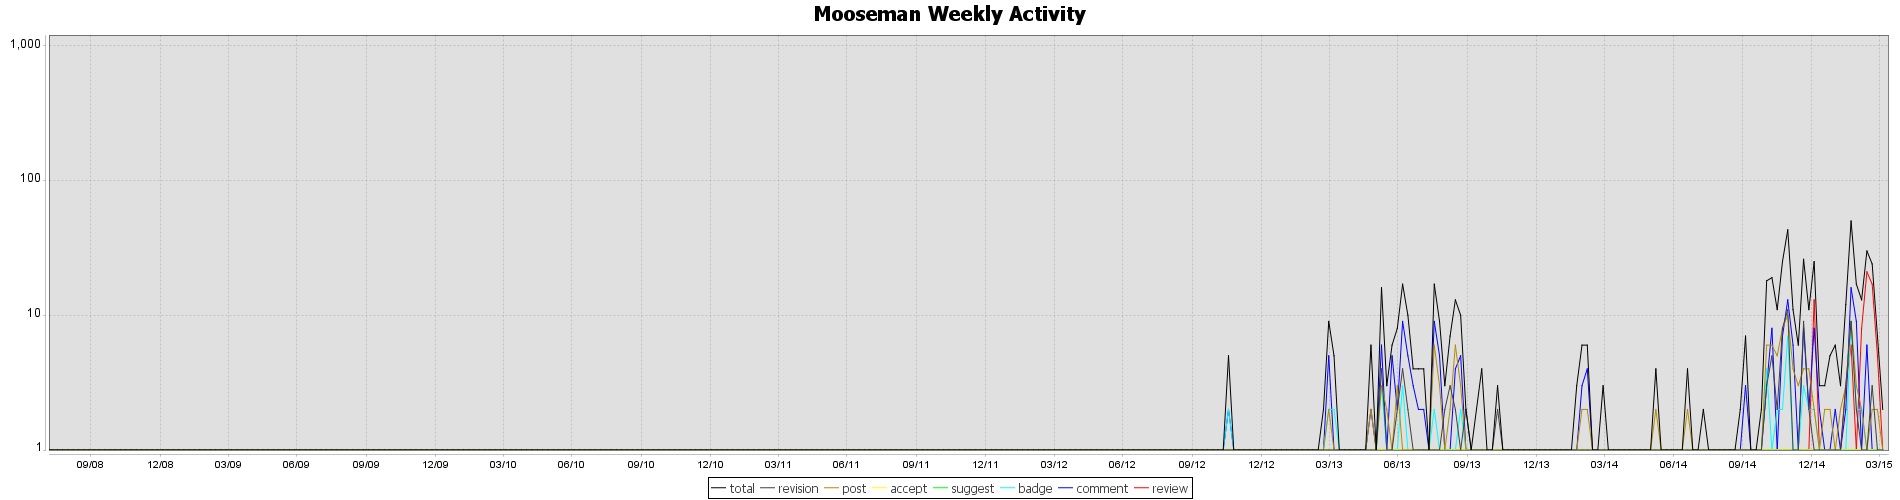 Mooseman Weekly Activity
1,000
100
10
1
09/08 12/08 03/09 06/09 09/09 12/09 03/10 06/10 09/10 12/10 03/11 06/11 09/11 12/11 03/12 06/12 09/12 12/12 03/13 06/13 09/13 12/13 03/14 06/14 09/14 12/14 03/15
total revision post accept suggest badge comment review